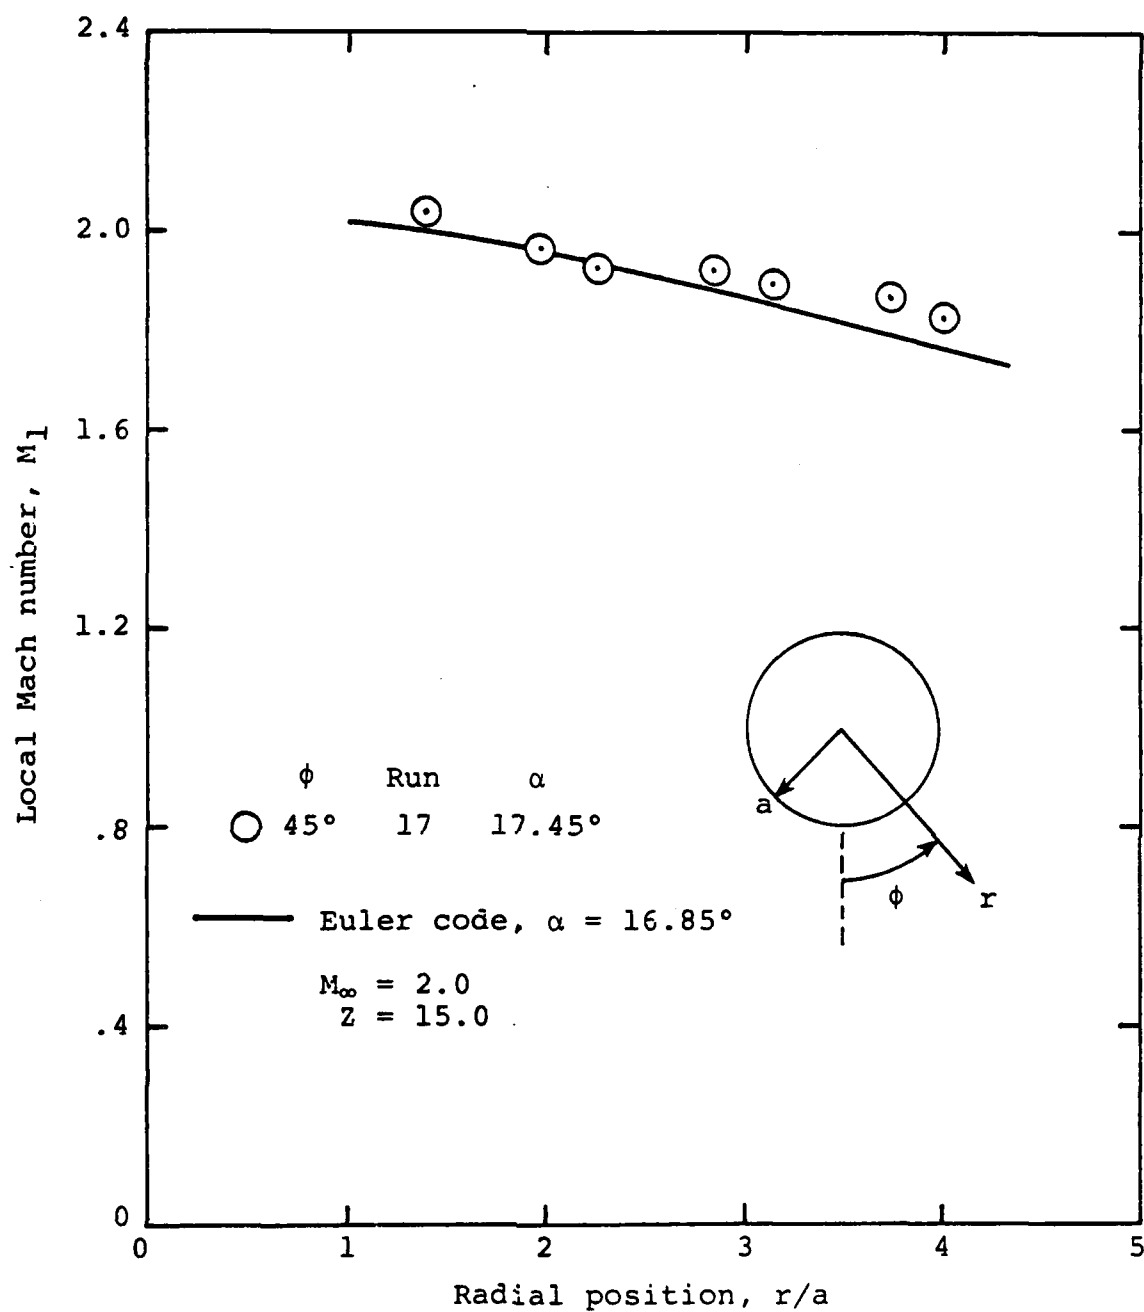 2.4
2.0
1.6
1.2
.8
.4
0
Local Mach number, M1
a
ϕ
r
ϕ Run α
45° 17 17.45°
Euler code, α = 16.85°
M∞ = 2.0
Z = 15.0
0 1 2 3 4 5
Radial position, r/a